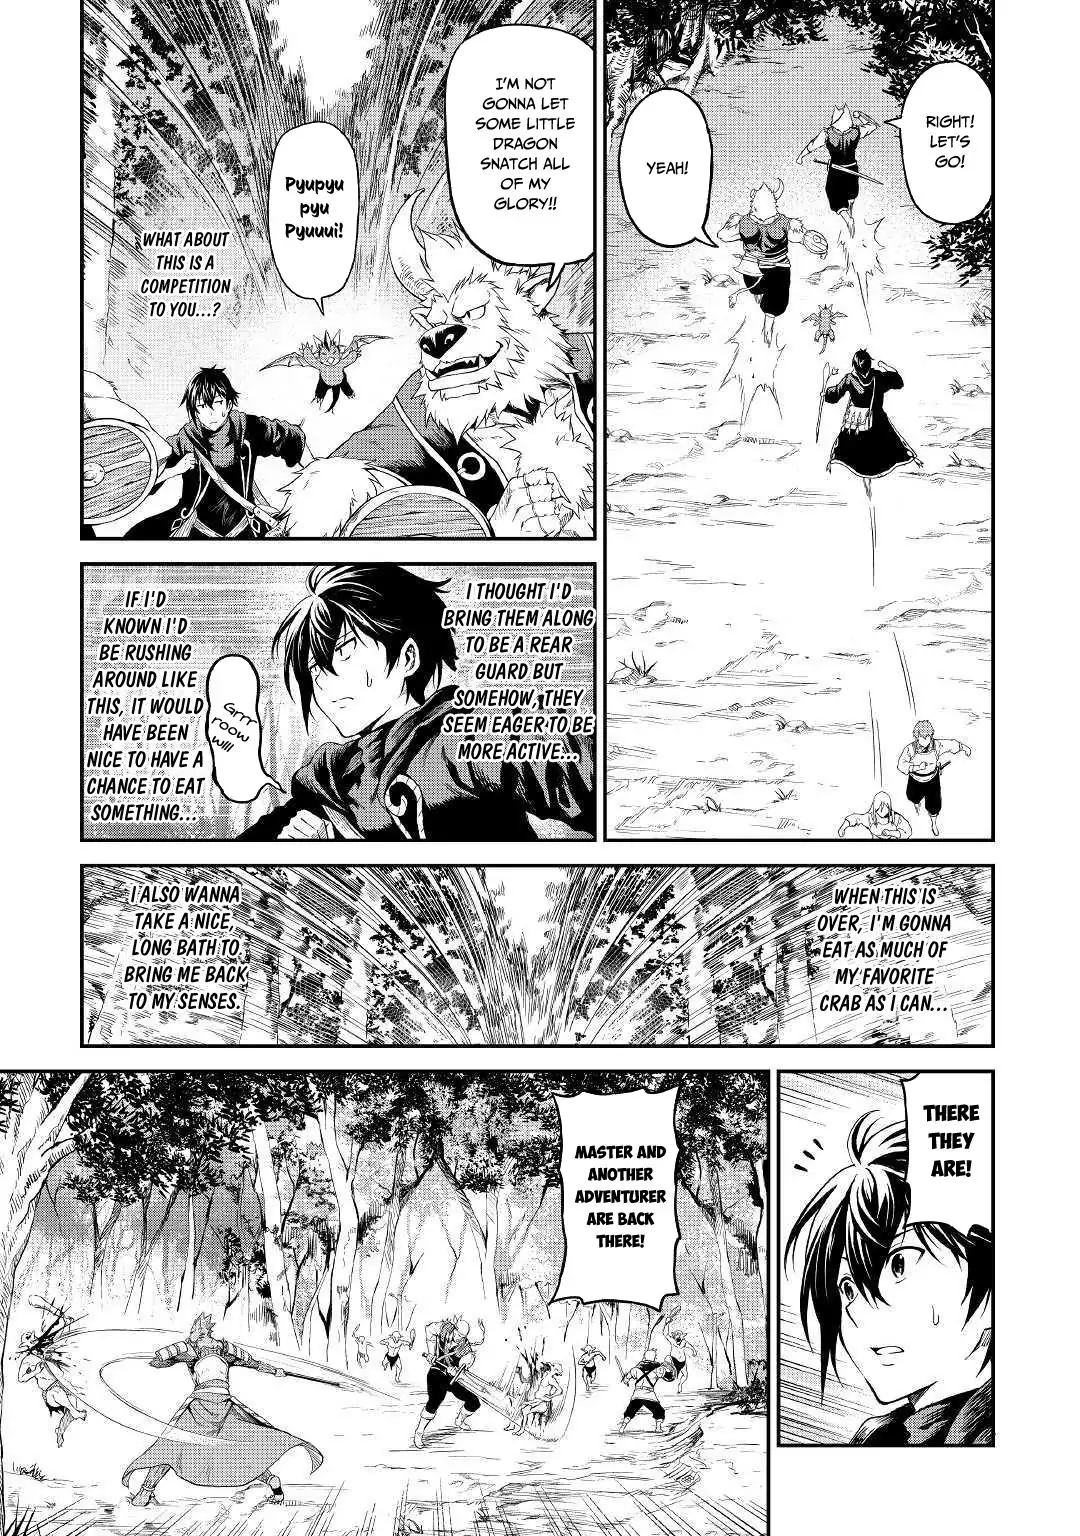 RIGHT!
LET'S
GO!
YEAH!
I'M NOT
GONNA LET
SOME LITTLE
DRAGON
SNATCH ALL
OF MY
GLORY!!
Pyupyu
pyu
Pyuuui!
WHAT ABOUT
THIS IS A
COMPETITION
TO YOU...?
I THOUGHT I'D
BRING THEM ALONG
TO BE A REAR
GUARD BUT
SOMEHOW, THEY
SEEM EAGER TO BE
MORE ACTIVE...
Grrr
roow
wlll
IF I'D
KNOWN I'D
BE RUSHING
AROUND LIKE
THIS, IT WOULD
HAVE BEEN
NICE TO HAVE A
CHANCE TO EAT
SOMETHING...
WHEN THIS IS
OVER, I'M GONNA
EAT AS MUCH OF
MY FAVORITE
CRAB AS I CAN...
I ALSO WANNA
TAKE A NICE,
LONG BATH TO
BRING ME BACK
TO MY SENSES.
THERE
THEY
ARE!
MASTER AND
ANOTHER
ADVENTURER
ARE BACK
THERE!